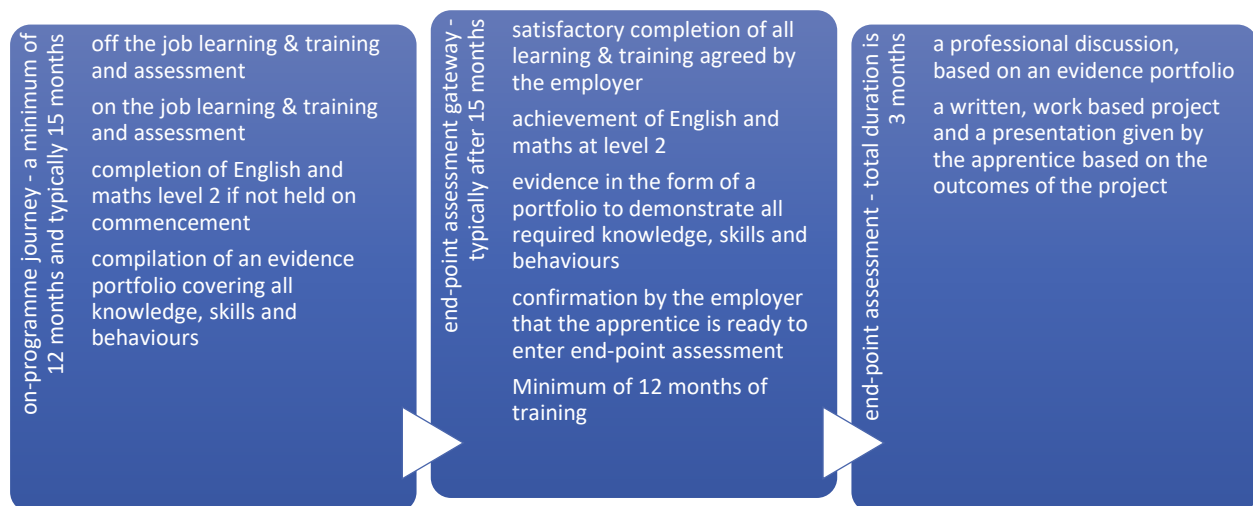 on-programme journey - a minimum of
12 months and typically 15 months
off the job learning & training
and assessment
on the job learning & training
and assessment
completion of English and
maths level 2 if not held on
commencement
compilation of an evidence
portfolio covering all
knowledge, skills and
behaviours
end-point assessment gateway -
typically after 15 months
satisfactory completion of all
learning & training agreed by
the employer
achievement of English and
maths at level 2
evidence in the form of a
portfolio to demonstrate all
required knowledge, skills and
behaviours
confirmation by the employer
that the apprentice is ready to
enter end-point assessment
Minimum of 12 months of
training
end-point assessment - total duration is
3 months
a professional discussion,
based on an evidence portfolio
a written, work based project
and a presentation given by
the apprentice based on the
outcomes of the project